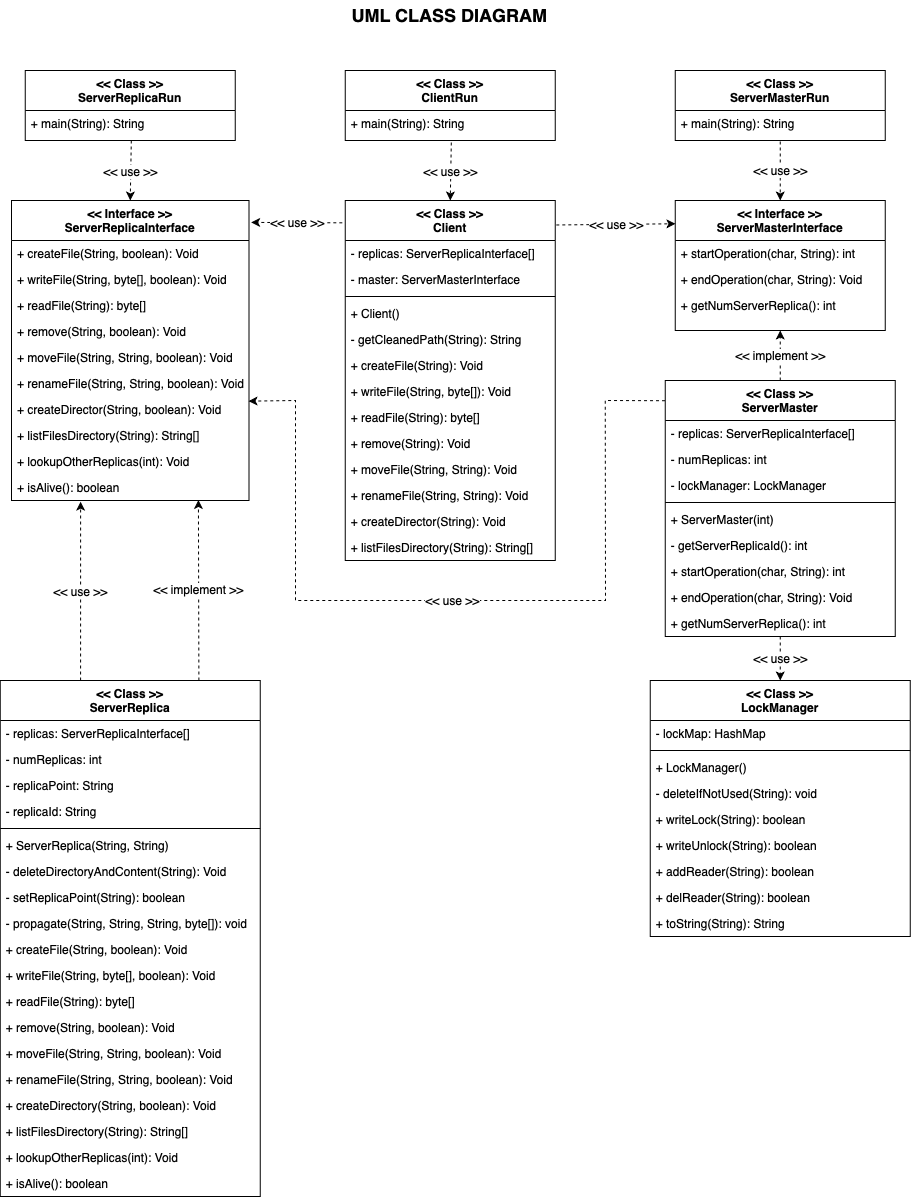 UML CLASS DIAGRAM
<< Class >>
ServerReplicaRun
+ main(String): String
<< Class >>
ClientRun
+ main(String): String
<< Class >>
ServerMasterRun
+ main(String): String
<< use >>
<< use >>
<< use >>
<< Interface >>
ServerReplicaInterface
+ createFile(String, boolean): Void
+ writeFile(String, byte[], boolean): Void
+ readFile(String): byte[]
+ remove(String, boolean): Void
+ moveFile(String, String, boolean): Void
+ renameFile(String, String, boolean): Void
+ createDirector(String, boolean): Void
+ listFilesDirectory(String): String[]
+ lookupOtherReplicas(int): Void
+ isAlive(): boolean
<< use >>
<< Class >>
Client
- replicas: ServerReplicaInterface[]
- master: ServerMasterInterface
+ Client()
- getCleanedPath(String): String
+ createFile(String): Void
+ writeFile(String, byte[]): Void
+ readFile(String): byte[]
+ remove(String): Void
+ moveFile(String, String): Void
+ renameFile(String, String): Void
+ createDirector(String): Void
+ listFilesDirectory(String): String[]
<< use >>
<< Interface >>
ServerMasterInterface
+ startOperation(char, String): int
+ endOperation(char, String): Void
+ getNumServerReplica(): int
<< implement >>
<< Class >>
ServerMaster
- replicas: ServerReplicaInterface[]
- numReplicas: int
- lockManager: LockManager
+ ServerMaster(int)
- getServerReplicaId(): int
+ startOperation(char, String): int
+ endOperation(char, String): Void
+ getNumServerReplica(): int
<< use >>
<< implement >>
<< use >>
<< use >>
<< Class >>
ServerReplica
- replicas: ServerReplicaInterface[]
- numReplicas: int
- replicaPoint: String
- replicaId: String
+ ServerReplica(String, String)
- deleteDirectoryAndContent(String): Void
- setReplicaPoint(String): boolean
- propagate(String, String, String, byte[]): void
+ createFile(String, boolean): Void
+ writeFile(String, byte[], boolean): Void
+ readFile(String): byte[]
+ remove(String, boolean): Void
+ moveFile(String, String, boolean): Void
+ renameFile(String, String, boolean): Void
+ createDirectory(String, boolean): Void
+ listFilesDirectory(String): String[]
+ lookupOtherReplicas(int): Void
+ isAlive(): boolean
<< Class >>
LockManager
- lockMap: HashMap
+ LockManager()
- deleteIfNotUsed(String): void
+ writeLock(String): boolean
+ writeUnlock(String): boolean
+ addReader(String): boolean
+ delReader(String): boolean
+ toString(String): String